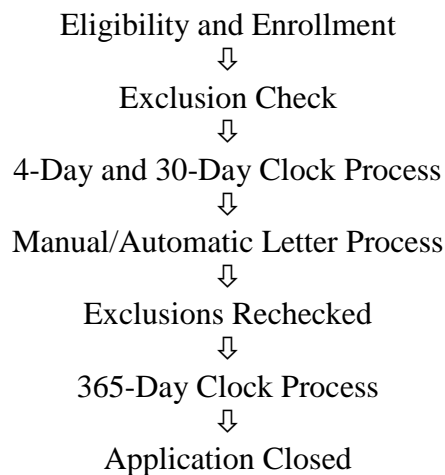 Eligibility and Enrollment
⇩
Exclusion Check
⇩
4-Day and 30-Day Clock Process
⇩
Manual/Automatic Letter Process
⇩
Exclusions Rechecked
⇩
365-Day Clock Process
⇩
Application Closed